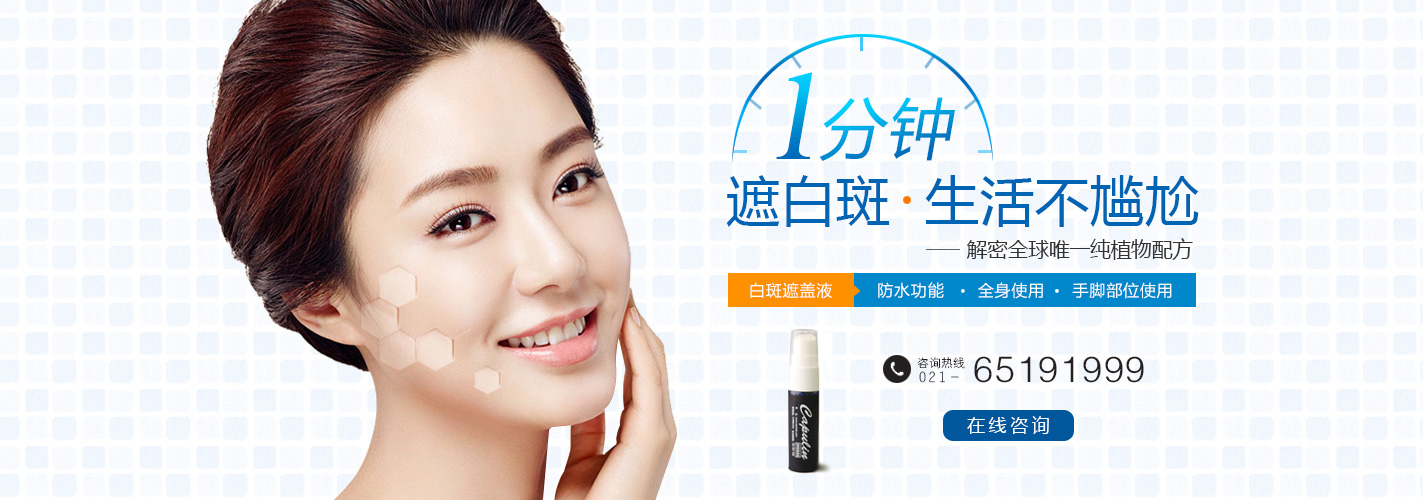 1分钟
遮白斑·生活不尴尬
—— 解密全球唯一纯植物配方
白斑遮盖液 防水功能 · 全身使用 · 手脚部位使用
咨询热线
021- 65191999
在线咨询
Capulin